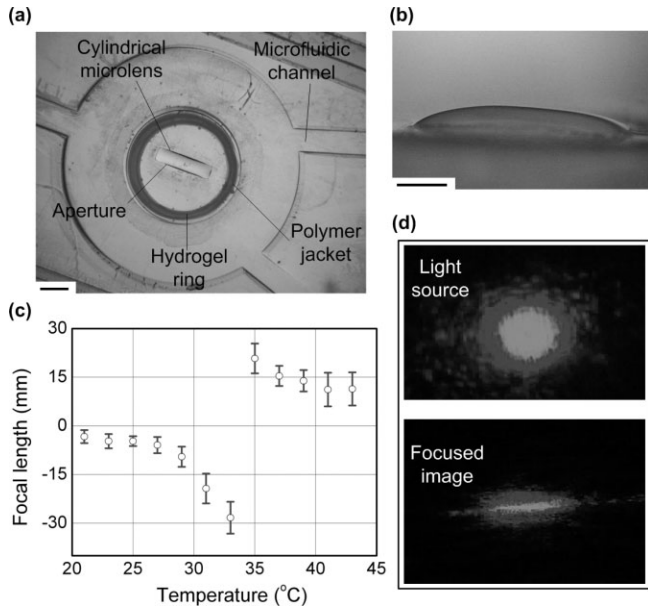 (a)
Cylindrical
microlens
Microfluidic
channel
Aperture
Hydrogel
ring
Polymer
jacket
(b)
(c)
30
15
0
-15
-30
Focal length (mm)
20
25
30
35
40
45
Temperature (°C)
(d)
Light
source
Focused
image